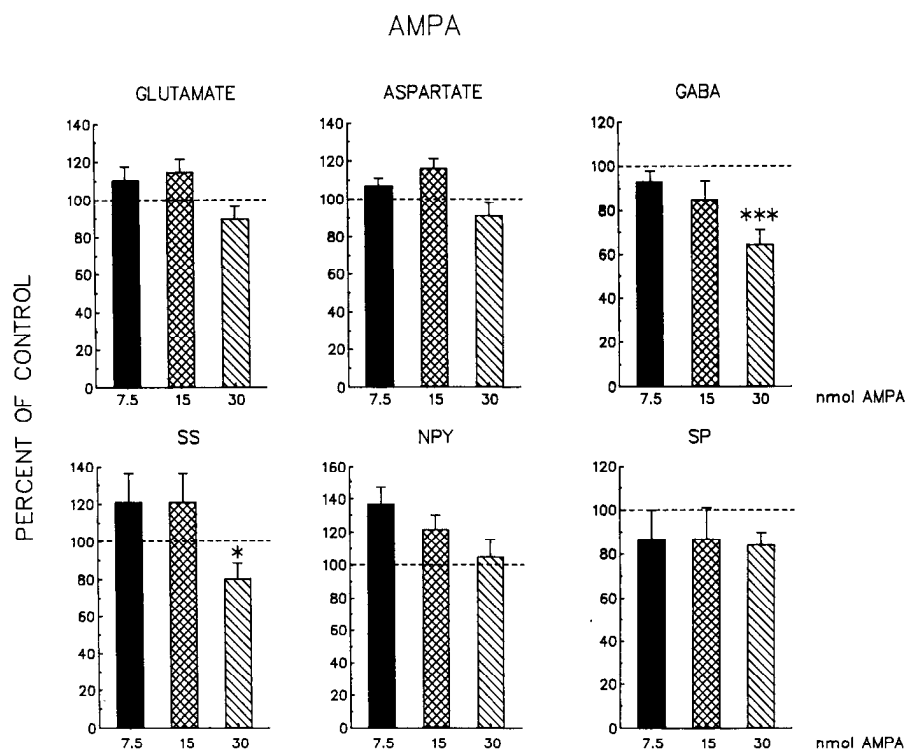 AMPA
GLUTAMATE ASPARTATE GABA
140 140 120
120 120 100
100 100 80
80 80 60
60 60 40
40 40 20
20 20 0
0 0
***
7.5 15 30 7.5 15 30 7.5 15 30 nmol AMPA
PERCENT OF CONTROL
SS NPY SP
140 160 120
120 140 100
100 120 80
80 100 60
60 80 40
40 60 20
20 40 0
0 20
0
*
7.5 15 30 7.5 15 30 7.5 15 30 nmol AMPA